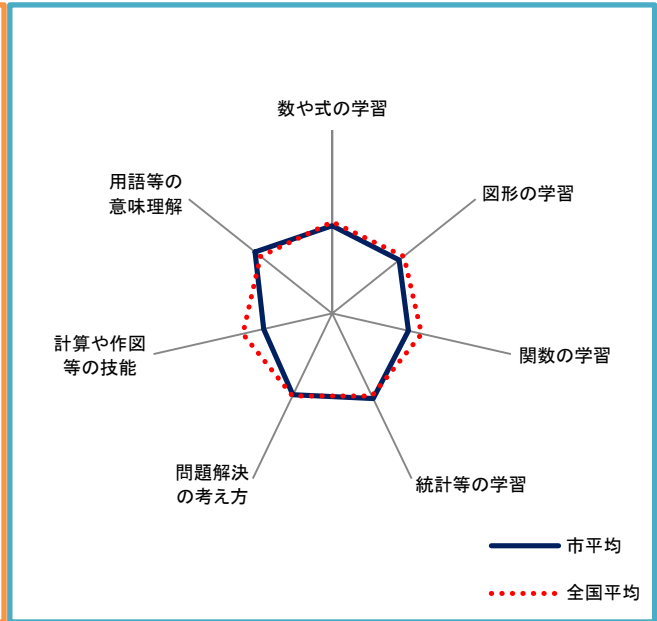 数や式の学習
図形の学習
関数の学習
統計等の学習
問題解決
の考え方
計算や作図
等の技能
用語等の
意味理解
市平均
全国平均